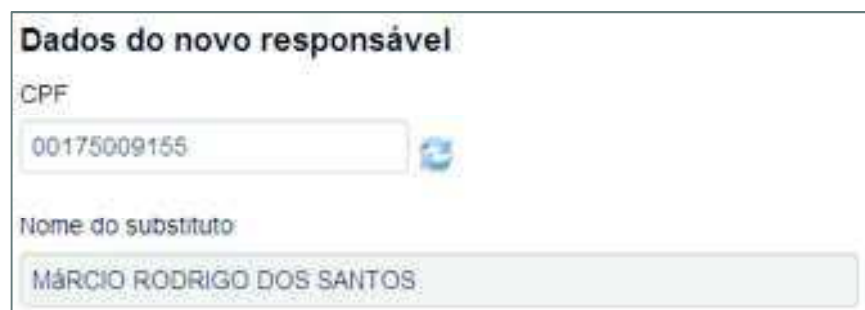 Dados do novo responsável
CPF
00175009155
Nome do substituto
MáRCIO RODRIGO DOS SANTOS